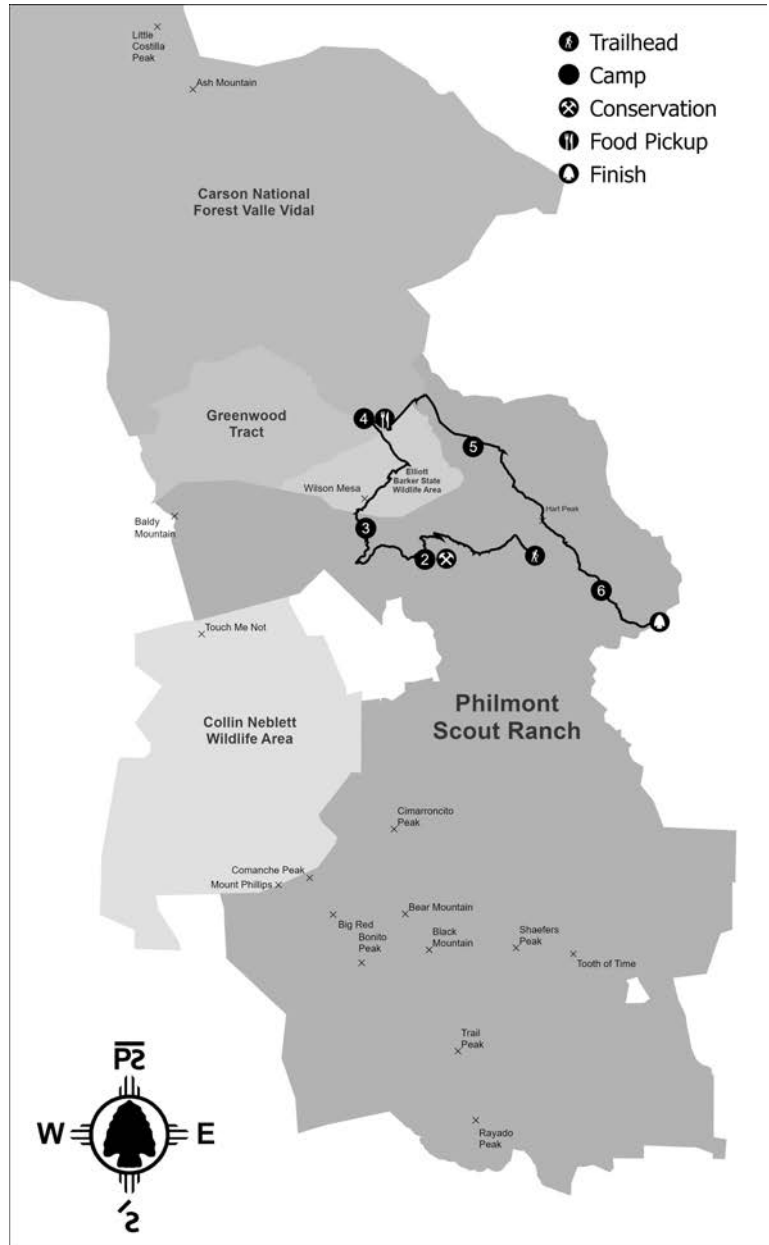 Little
Costilla
Peak
Ash Mountain
Trailhead
Camp
Conservation
Food Pickup
Finish
Carson National
Forest Valle Vidal
Greenwood
Tract
4
5
Elliott
Barker State
Wildlife Area
Wilson Mesa
Baldy
Mountain
3
Hart Peak
2
6
Touch Me Not
Collin Neblett
Wildlife Area
Philmont
Scout Ranch
Cimarroncito
Peak
Comanche Peak
Mount Phillips
Big Red
Bonito
Peak
Bear Mountain
Black
Mountain
Shaefers
Peak
Tooth of Time
Trail
Peak
Rayado
Peak
W
E